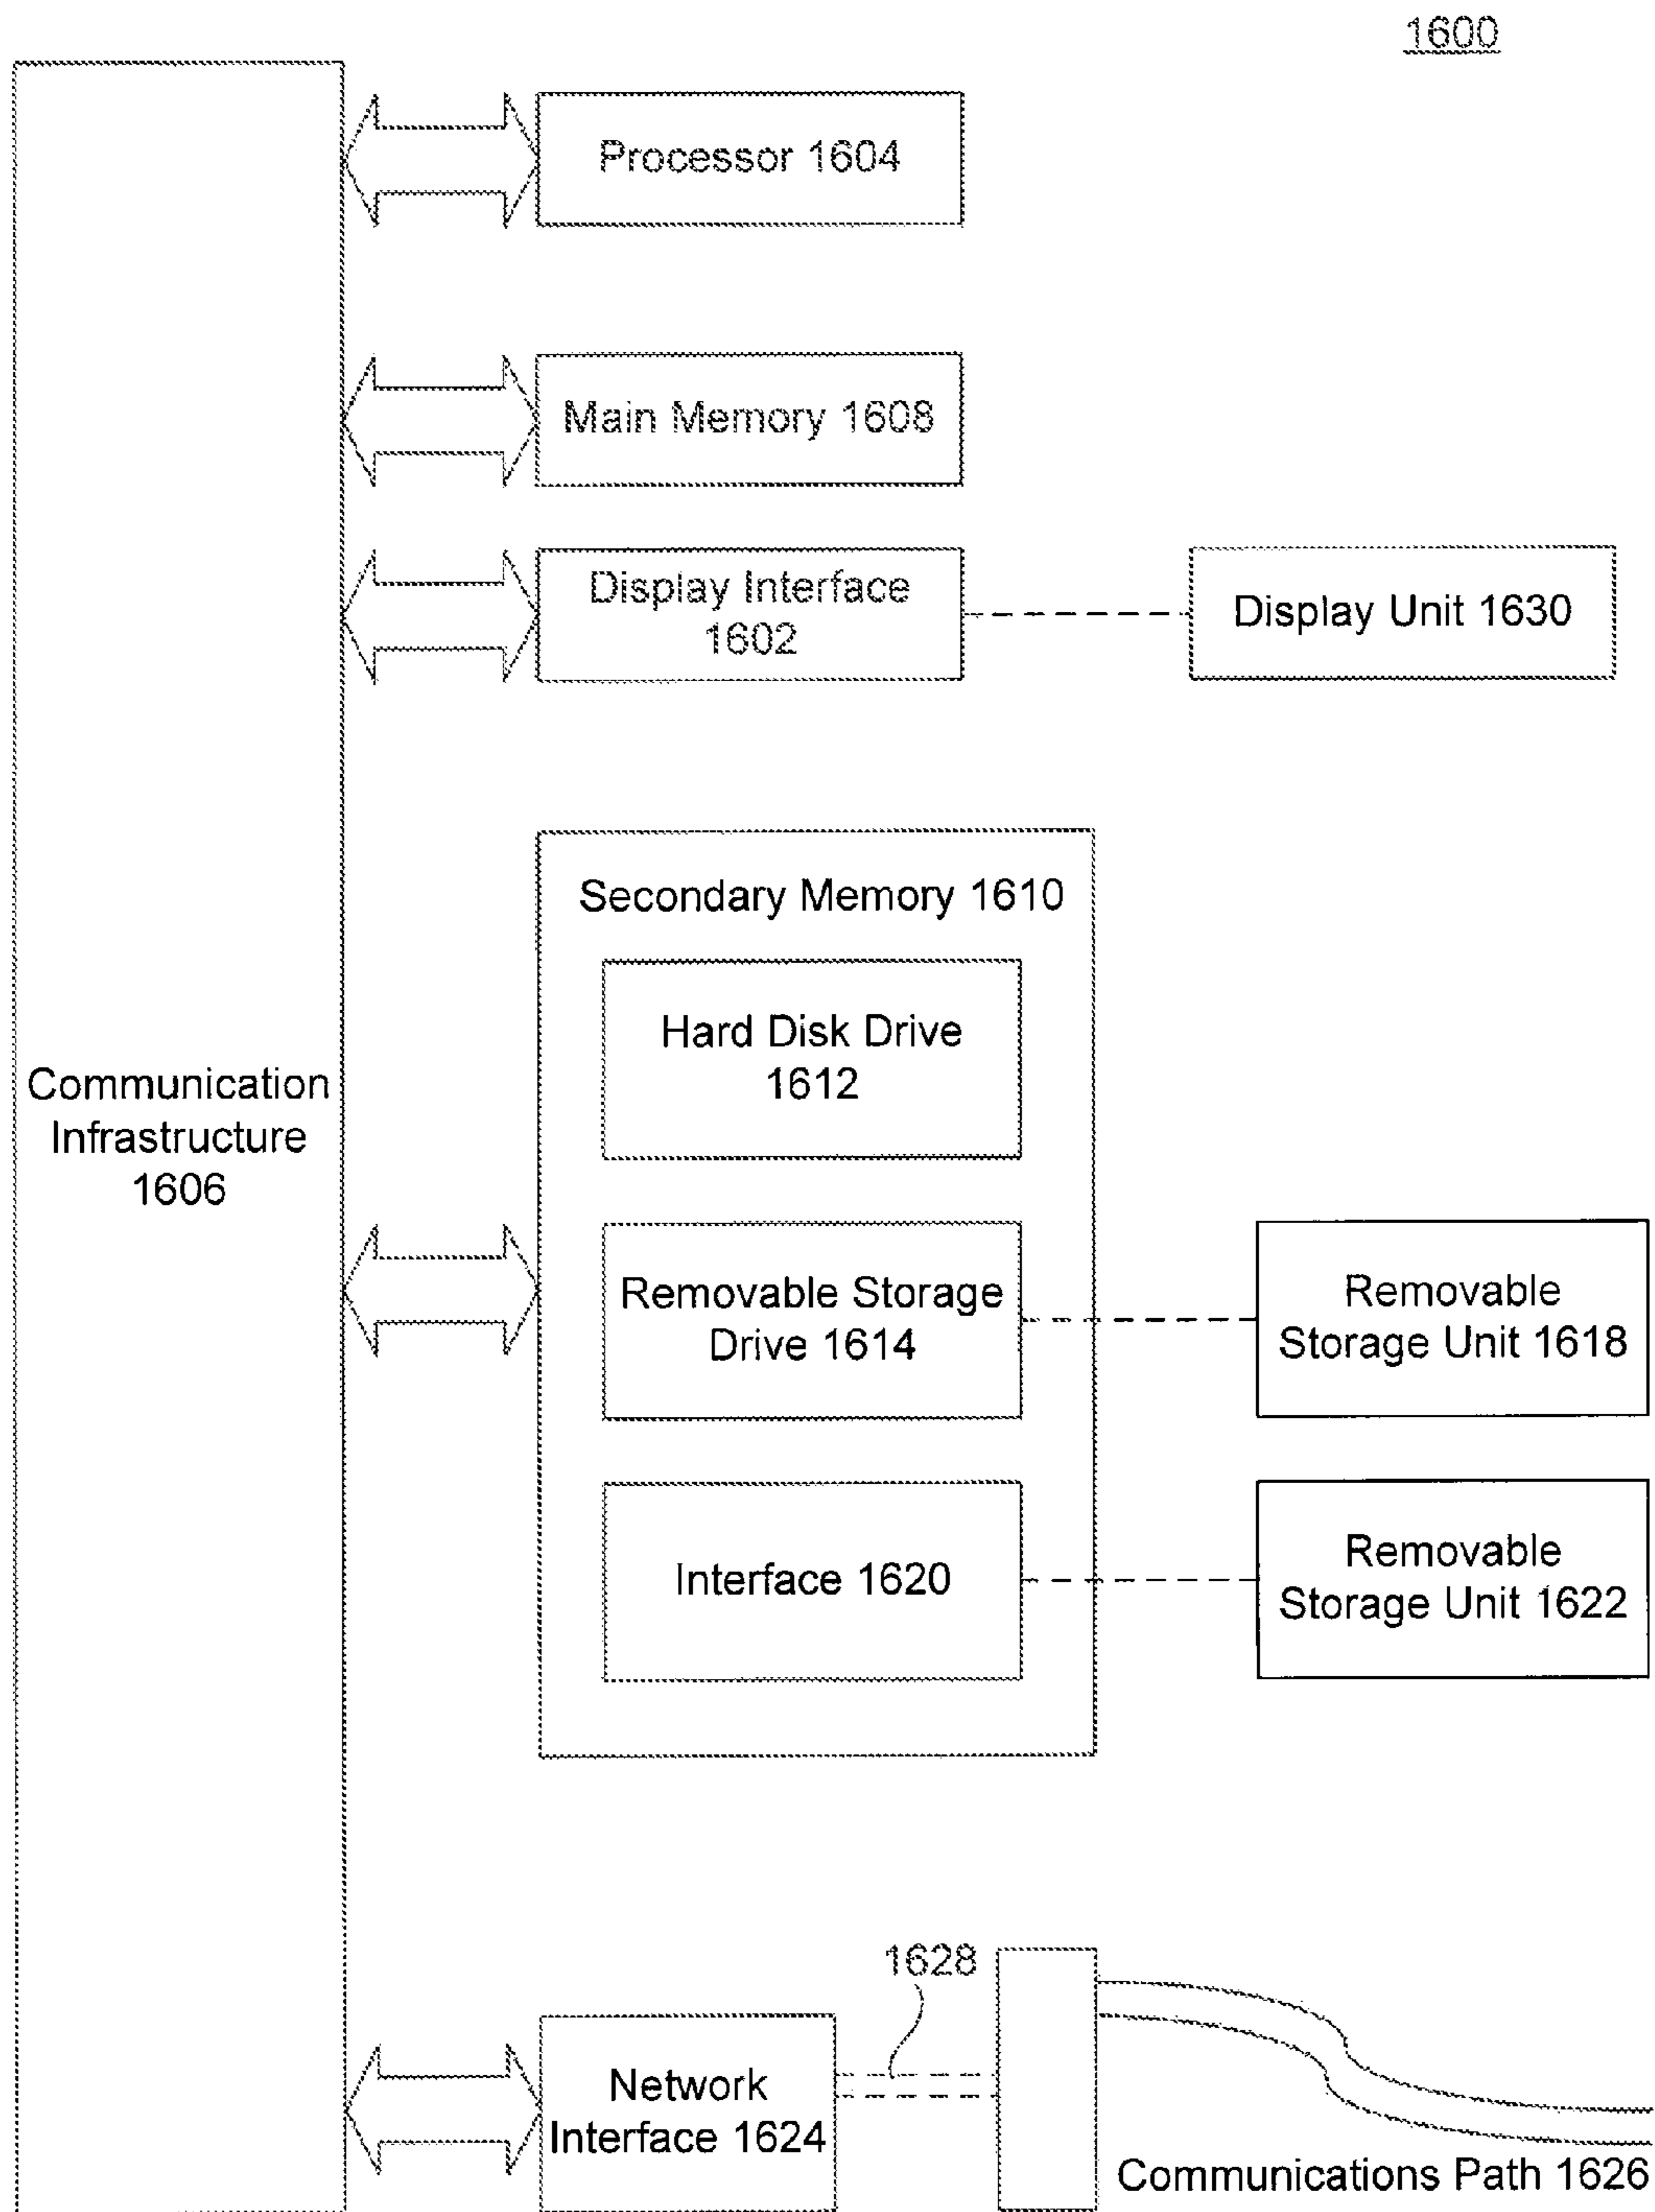 1600
Processor 1604
Main Memory 1608
Display Interface
1602
Display Unit 1630
Secondary Memory 1610
Hard Disk Drive
1612
Communication
Infrastructure
1606
Removable Storage
Drive 1614
Removable
Storage Unit 1618
Interface 1620
Removable
Storage Unit 1622
1628
Network
Interface 1624
Communications Path 1626